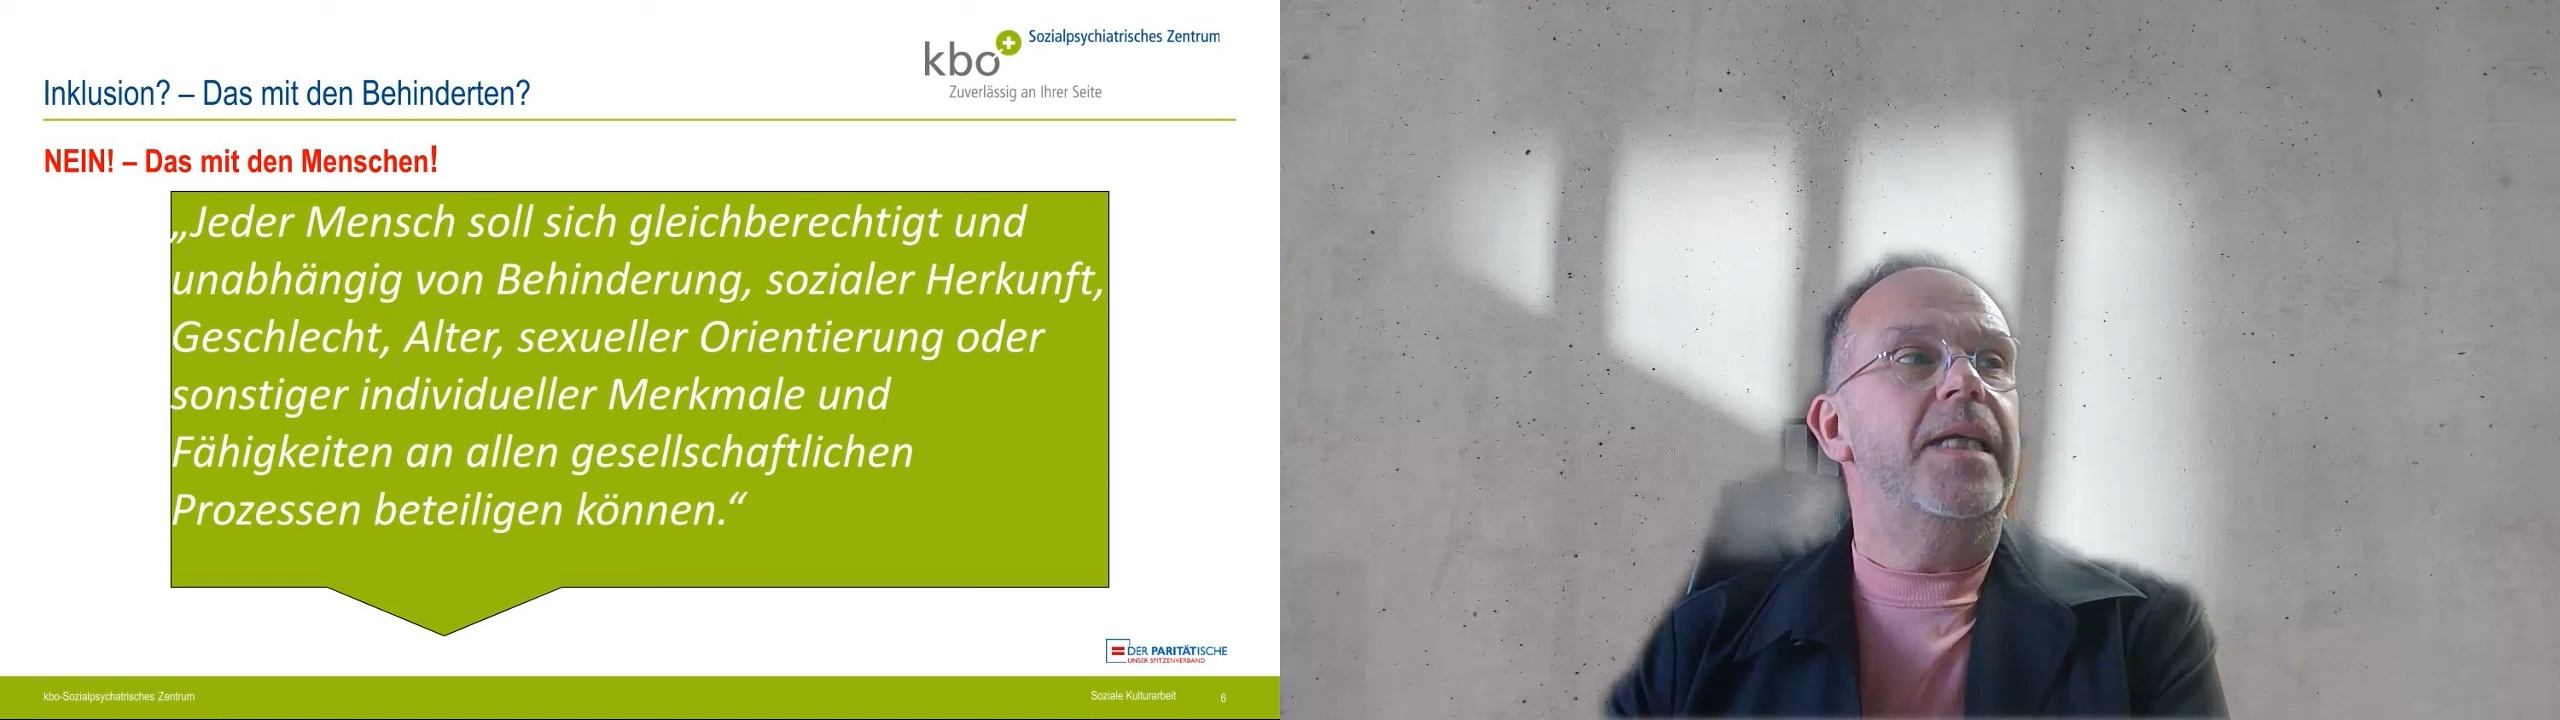 kbo Sozialpsychiatrisches Zentrum
Zuverlässig an Ihrer Seite
Inklusion? – Das mit den Behinderten?
NEIN! – Das mit den Menschen!
„Jeder Mensch soll sich gleichberechtigt und
unabhängig von Behinderung, sozialer Herkunft,
Geschlecht, Alter, sexueller Orientierung oder
sonstiger individueller Merkmale und
Fähigkeiten an allen gesellschaftlichen
Prozessen beteiligen können.“
DER PARITÄTISCHE
UNSER SPITZENVERBAND
kbo-Sozialpsychatrisches Zentrum
Soziale Kulturarbeit
6